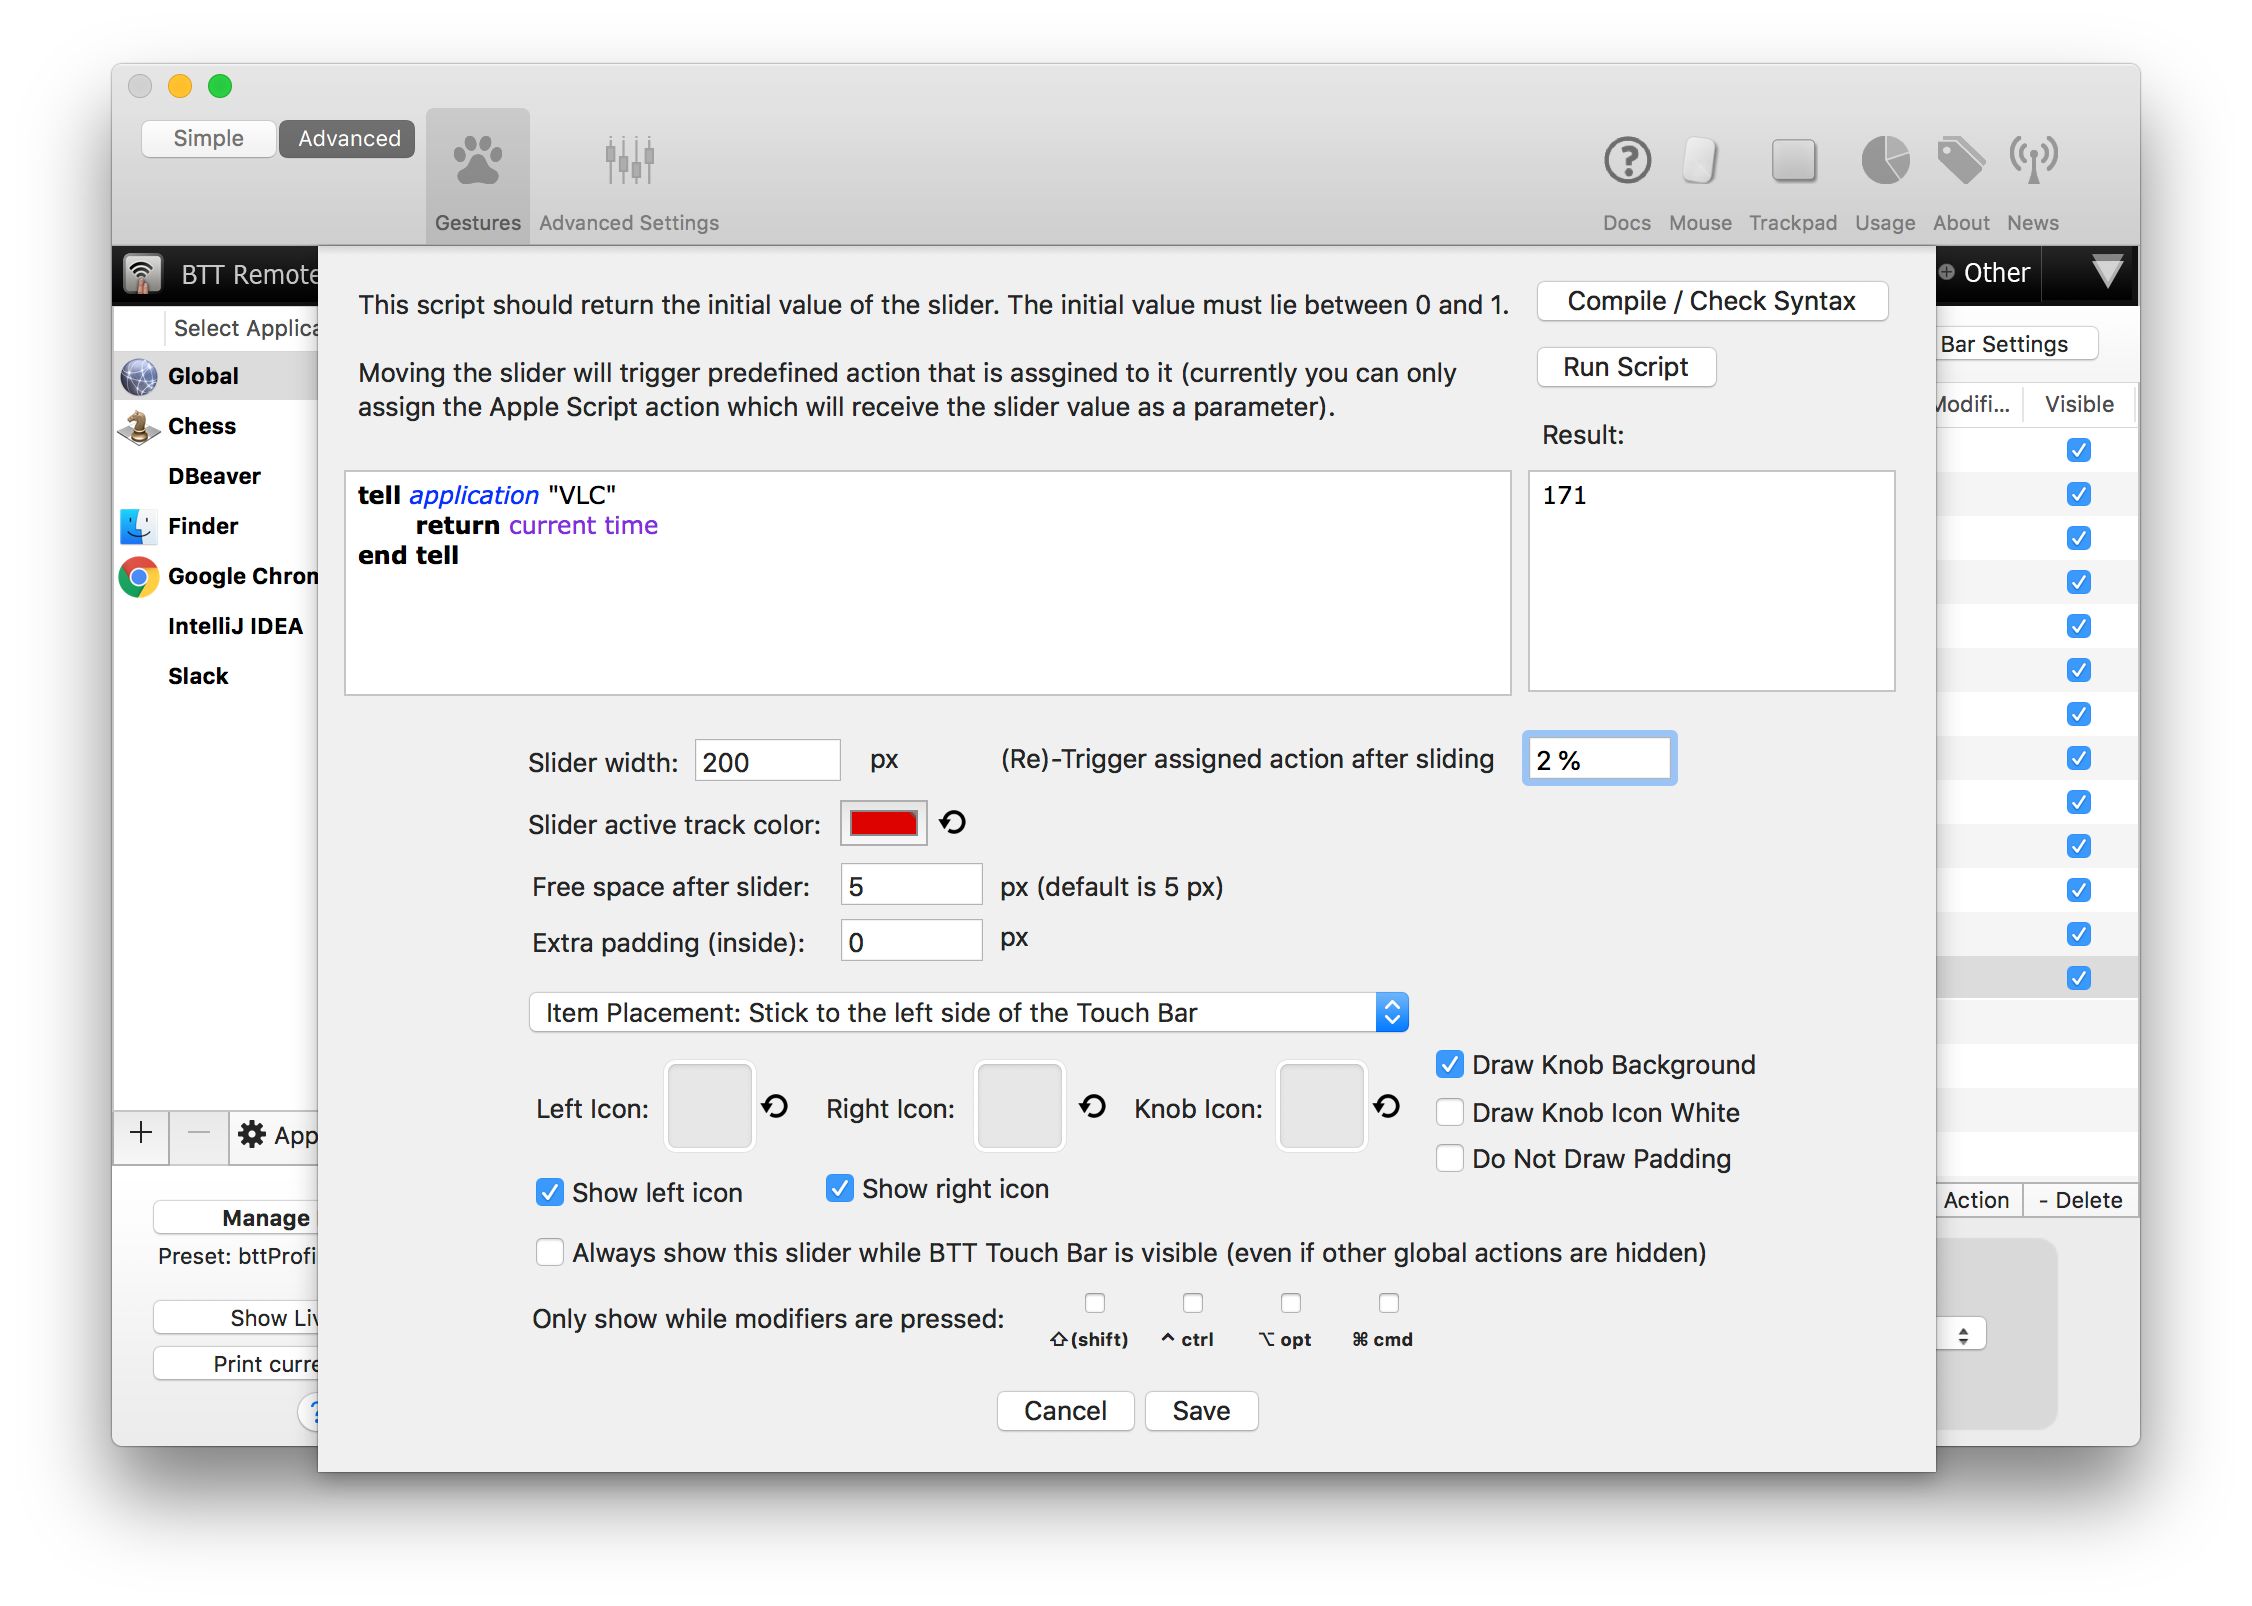 Simple
Advanced
Gestures
Advanced Settings
Docs
Mouse
Trackpad
Usage
About
News
BTT Remote
Other
Select Applica
Bar Settings
Global
Chess
DBeaver
Finder
Google Chrom
IntelliJ IDEA
Slack
Modifi...
Visible
This script should return the initial value of the slider. The initial value must lie between 0 and 1.
Moving the slider will trigger predefined action that is assgined to it (currently you can only
assign the Apple Script action which will receive the slider value as a parameter).
Compile / Check Syntax
Run Script
Result:
tell application "VLC"
return current time
end tell
171
Slider width:
200
px
(Re)-Trigger assigned action after sliding
2 %
Slider active track color:
Free space after slider:
5
px (default is 5 px)
Extra padding (inside):
0
px
Item Placement: Stick to the left side of the Touch Bar
Left Icon:
Right Icon:
Knob Icon:
Draw Knob Background
Draw Knob Icon White
Do Not Draw Padding
Show left icon
Show right icon
Always show this slider while BTT Touch Bar is visible (even if other global actions are hidden)
Only show while modifiers are pressed:
⇧(shift)
^ ctrl
⌥ opt
⌘ cmd
Cancel
Save
+
−
App
Manage
Preset: bttProfi
Show Liv
Print curre
?
Action
- Delete